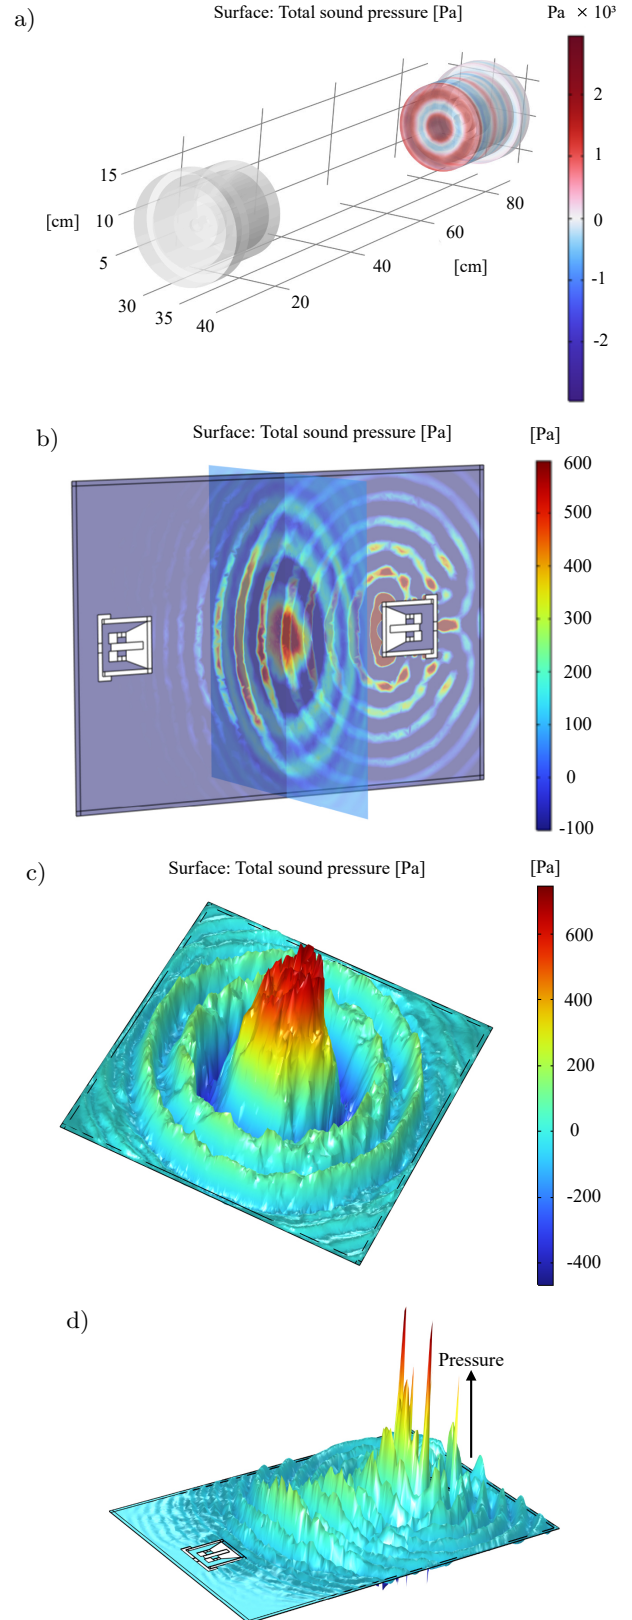 a)
Surface: Total sound pressure [Pa]
Pa × 10³
2
1
0
-1
-2
15
[cm] 10
5
30
35
40
20
40
60
80
[cm]
b)
Surface: Total sound pressure [Pa]
[Pa]
600
500
400
300
200
100
0
-100
c)
Surface: Total sound pressure [Pa]
[Pa]
600
400
200
0
-200
-400
d)
Pressure